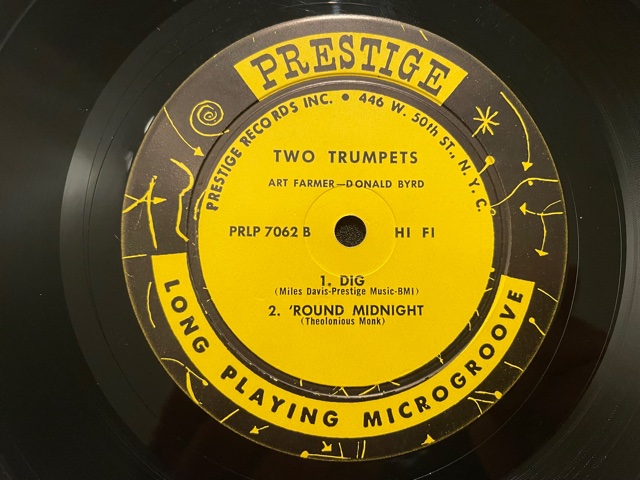 PRESTIGE
PRESTIGE RECORDS INC. • 446 W. 50th ST., N. Y. C.
TWO TRUMPETS
ART FARMER—DONALD BYRD
PRLP 7062 B HI FI
1. DIG
(Miles Davis-Prestige Music-BMI)
2. 'ROUND MIDNIGHT
(Theolonious Monk)
LONG PLAYING MICROGROOVE